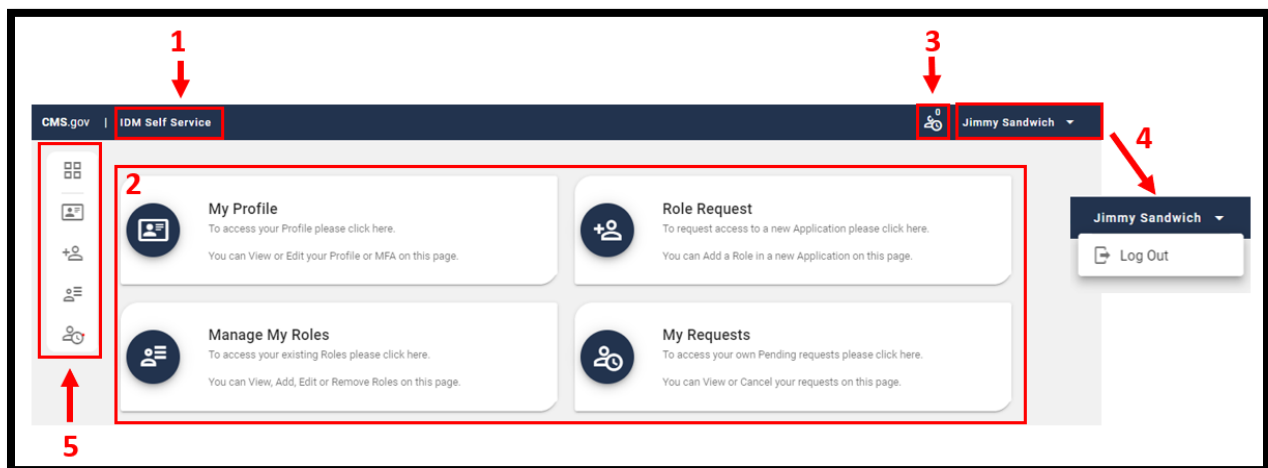 1
3
CMS.gov | IDM Self Service
0
Jimmy Sandwich
4
2
My Profile
To access your Profile please click here.
You can View or Edit your Profile or MFA on this page.
Role Request
To request access to a new Application please click here.
You can Add a Role in a new Application on this page.
Jimmy Sandwich
Log Out
Manage My Roles
To access your existing Roles please click here.
You can View, Add, Edit or Remove Roles on this page.
My Requests
To access your own Pending requests please click here.
You can View or Cancel your requests on this page.
5